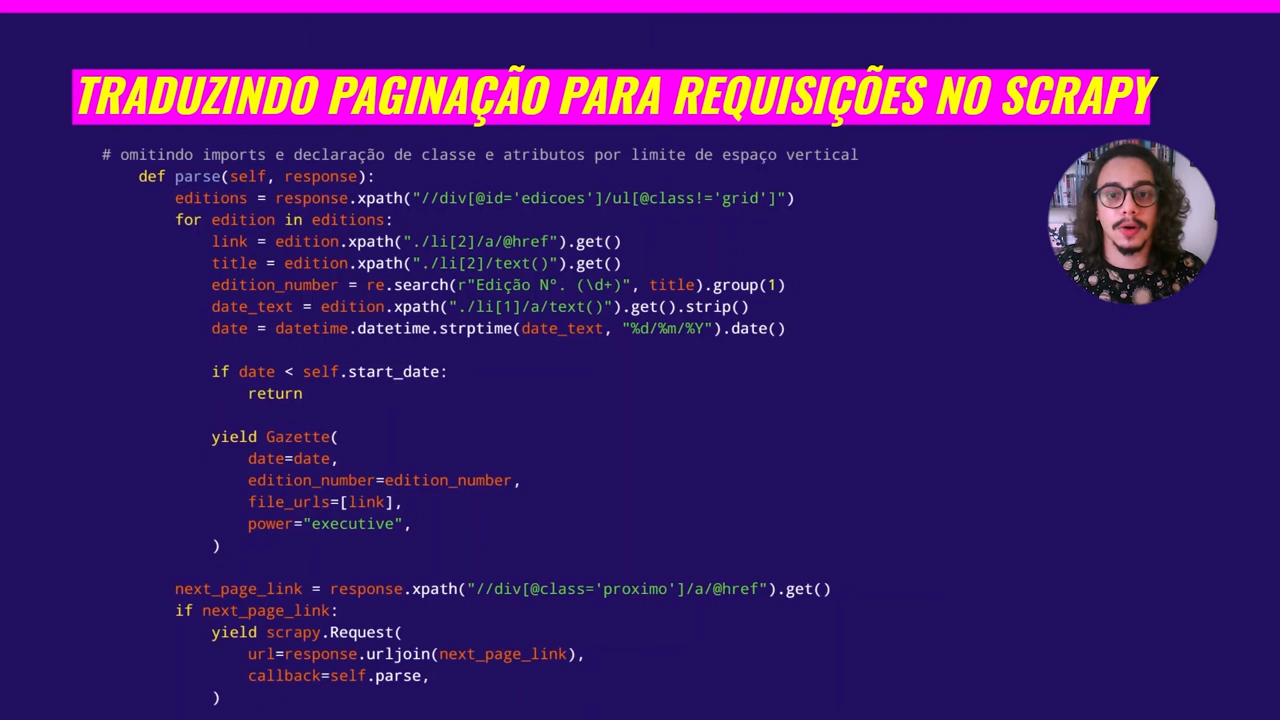 TRADUZINDO PAGINAÇÃO PARA REQUISIÇÕES NO SCRAPY
# omitindo imports e declaração de classe e atributos por limite de espaço vertical
    def parse(self, response):
        editions = response.xpath("//div[@id='edicoes']/ul[@class!='grid']")
        for edition in editions:
            link = edition.xpath("./li[2]/a/@href").get()
            title = edition.xpath("./li[2]/text()").get()
            edition_number = re.search(r"Edição Nº. (\d+)", title).group(1)
            date_text = edition.xpath("./li[1]/a/text()").get().strip()
            date = datetime.datetime.strptime(date_text, "%d/%m/%Y").date()
            if date < self.start_date:
                return
            yield Gazette(
                date=date,
                edition_number=edition_number,
                file_urls=[link],
                power="executive",
            )
        next_page_link = response.xpath("//div[@class='proximo']/a/@href").get()
        if next_page_link:
            yield scrapy.Request(
                url=response.urljoin(next_page_link),
                callback=self.parse,
            )